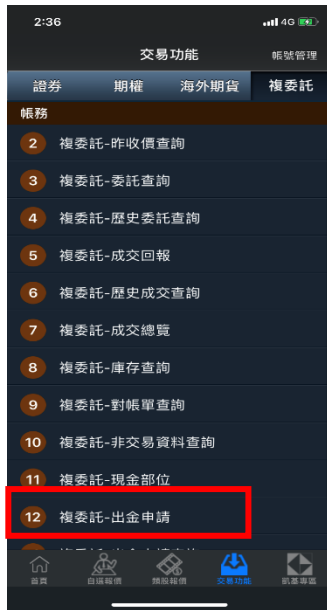 2:36
4G
交易功能
帳號管理
證券
期權
海外期貨
複委託
帳務
2 複委託-昨收價查詢
3 複委託-委託查詢
4 複委託-歷史委託查詢
5 複委託-成交回報
6 複委託-歷史成交查詢
7 複委託-成交總覽
8 複委託-庫存查詢
9 複委託-對帳單查詢
10 複委託-非交易資料查詢
11 複委託-現金部位
12 複委託-出金申請
首頁
自選報價
類股報價
交易功能
凱基專區